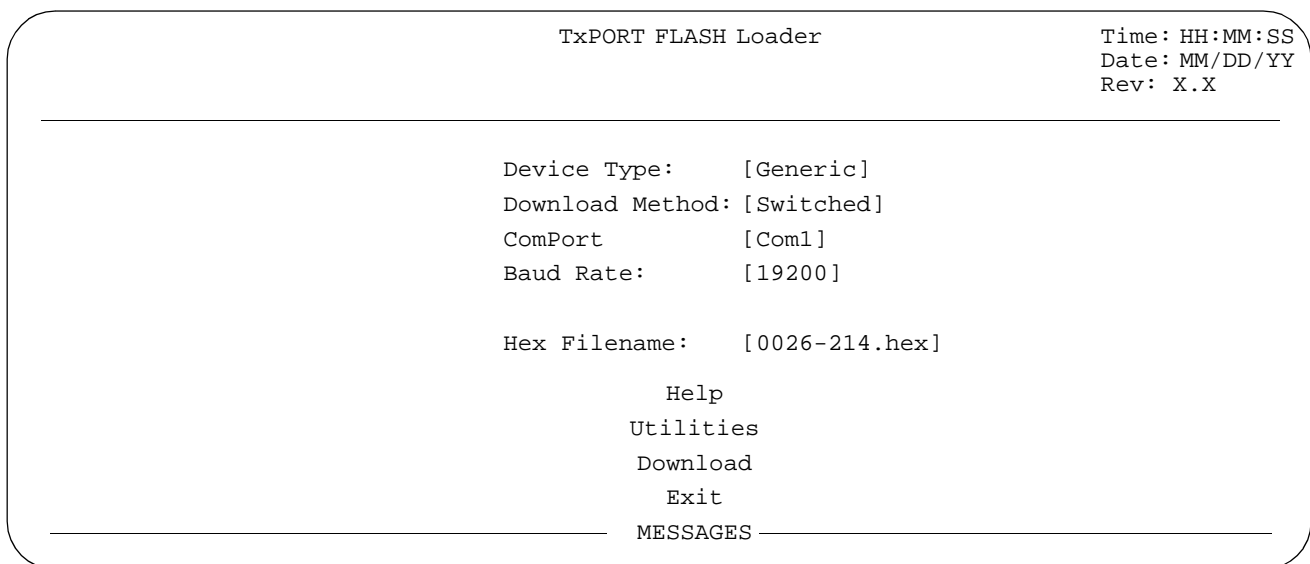 TxPORT FLASH Loader
Time: HH:MM:SS
Date: MM/DD/YY
Rev: X.X
Device Type: [Generic]
Download Method: [Switched]
ComPort [Com1]
Baud Rate: [19200]
Hex Filename: [0026-214.hex]
Help
Utilities
Download
Exit
MESSAGES